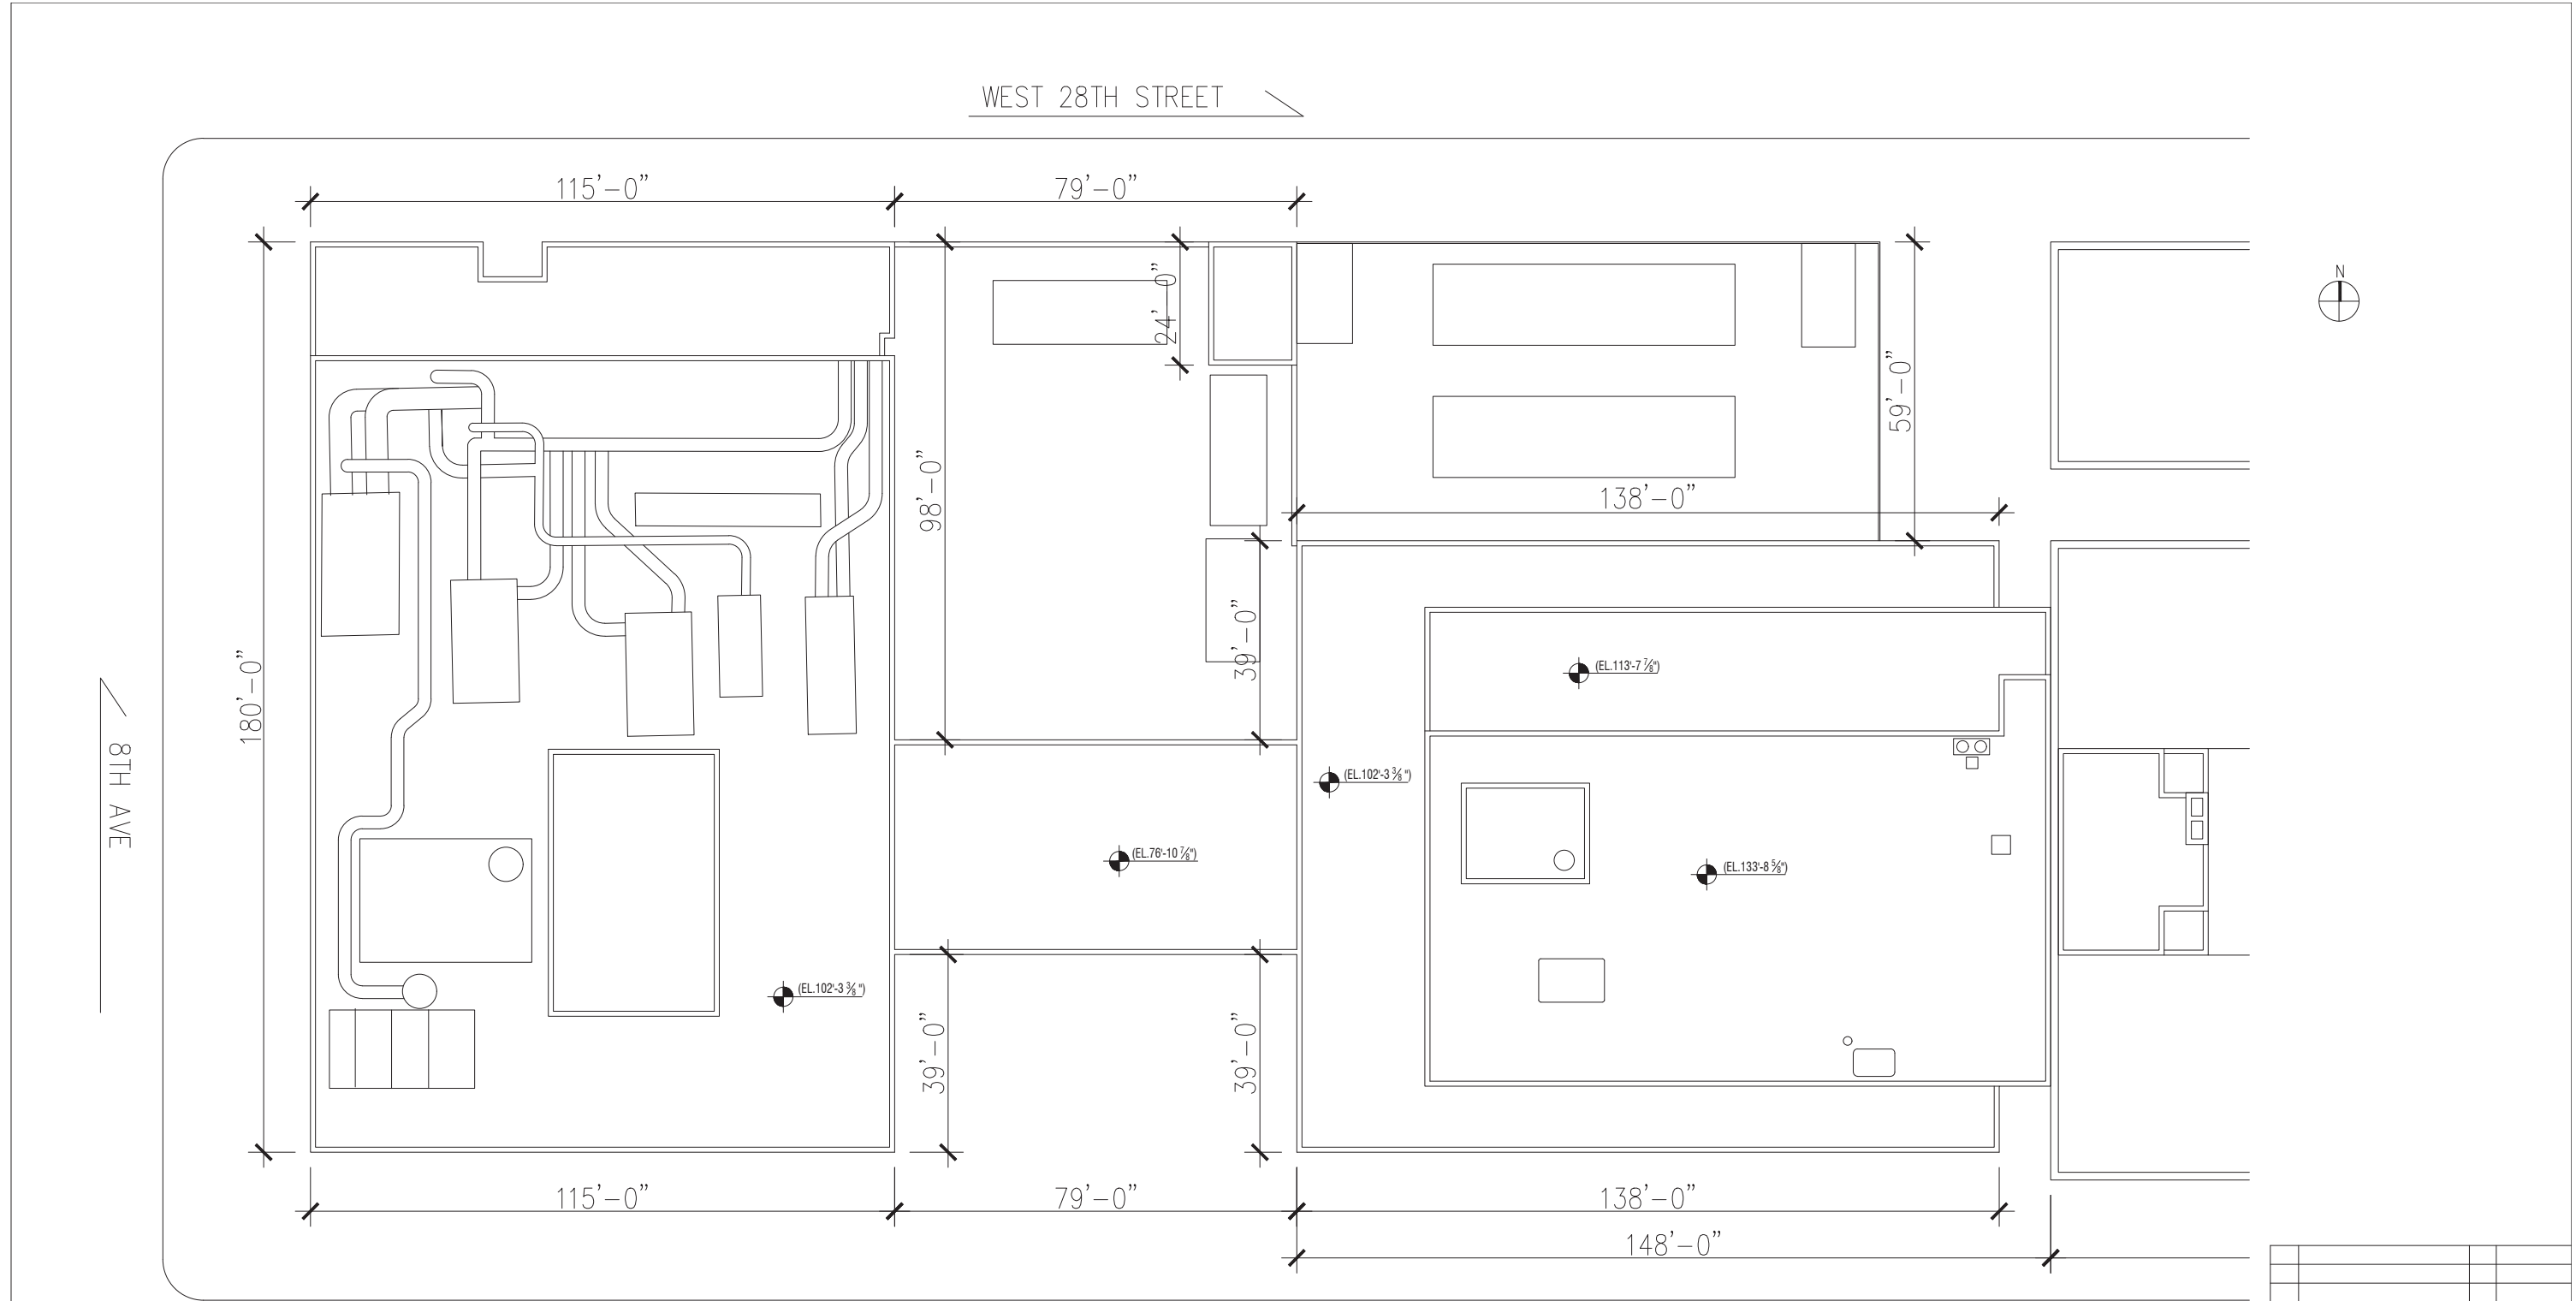 WEST 28TH STREET
115'-0"
79'-0"
24'-0"
N
59'-0"
98'-0"
138'-0"
39'-0"
180'-0"
(EL.113'-7 ⅞")
8TH AVE
(EL.102'-3 ⅜")
(EL.76'-10 ⅞")
(EL.133'-8 ⅝")
(EL.102'-3 ⅜")
39'-0"
39'-0"
115'-0"
79'-0"
138'-0"
148'-0"